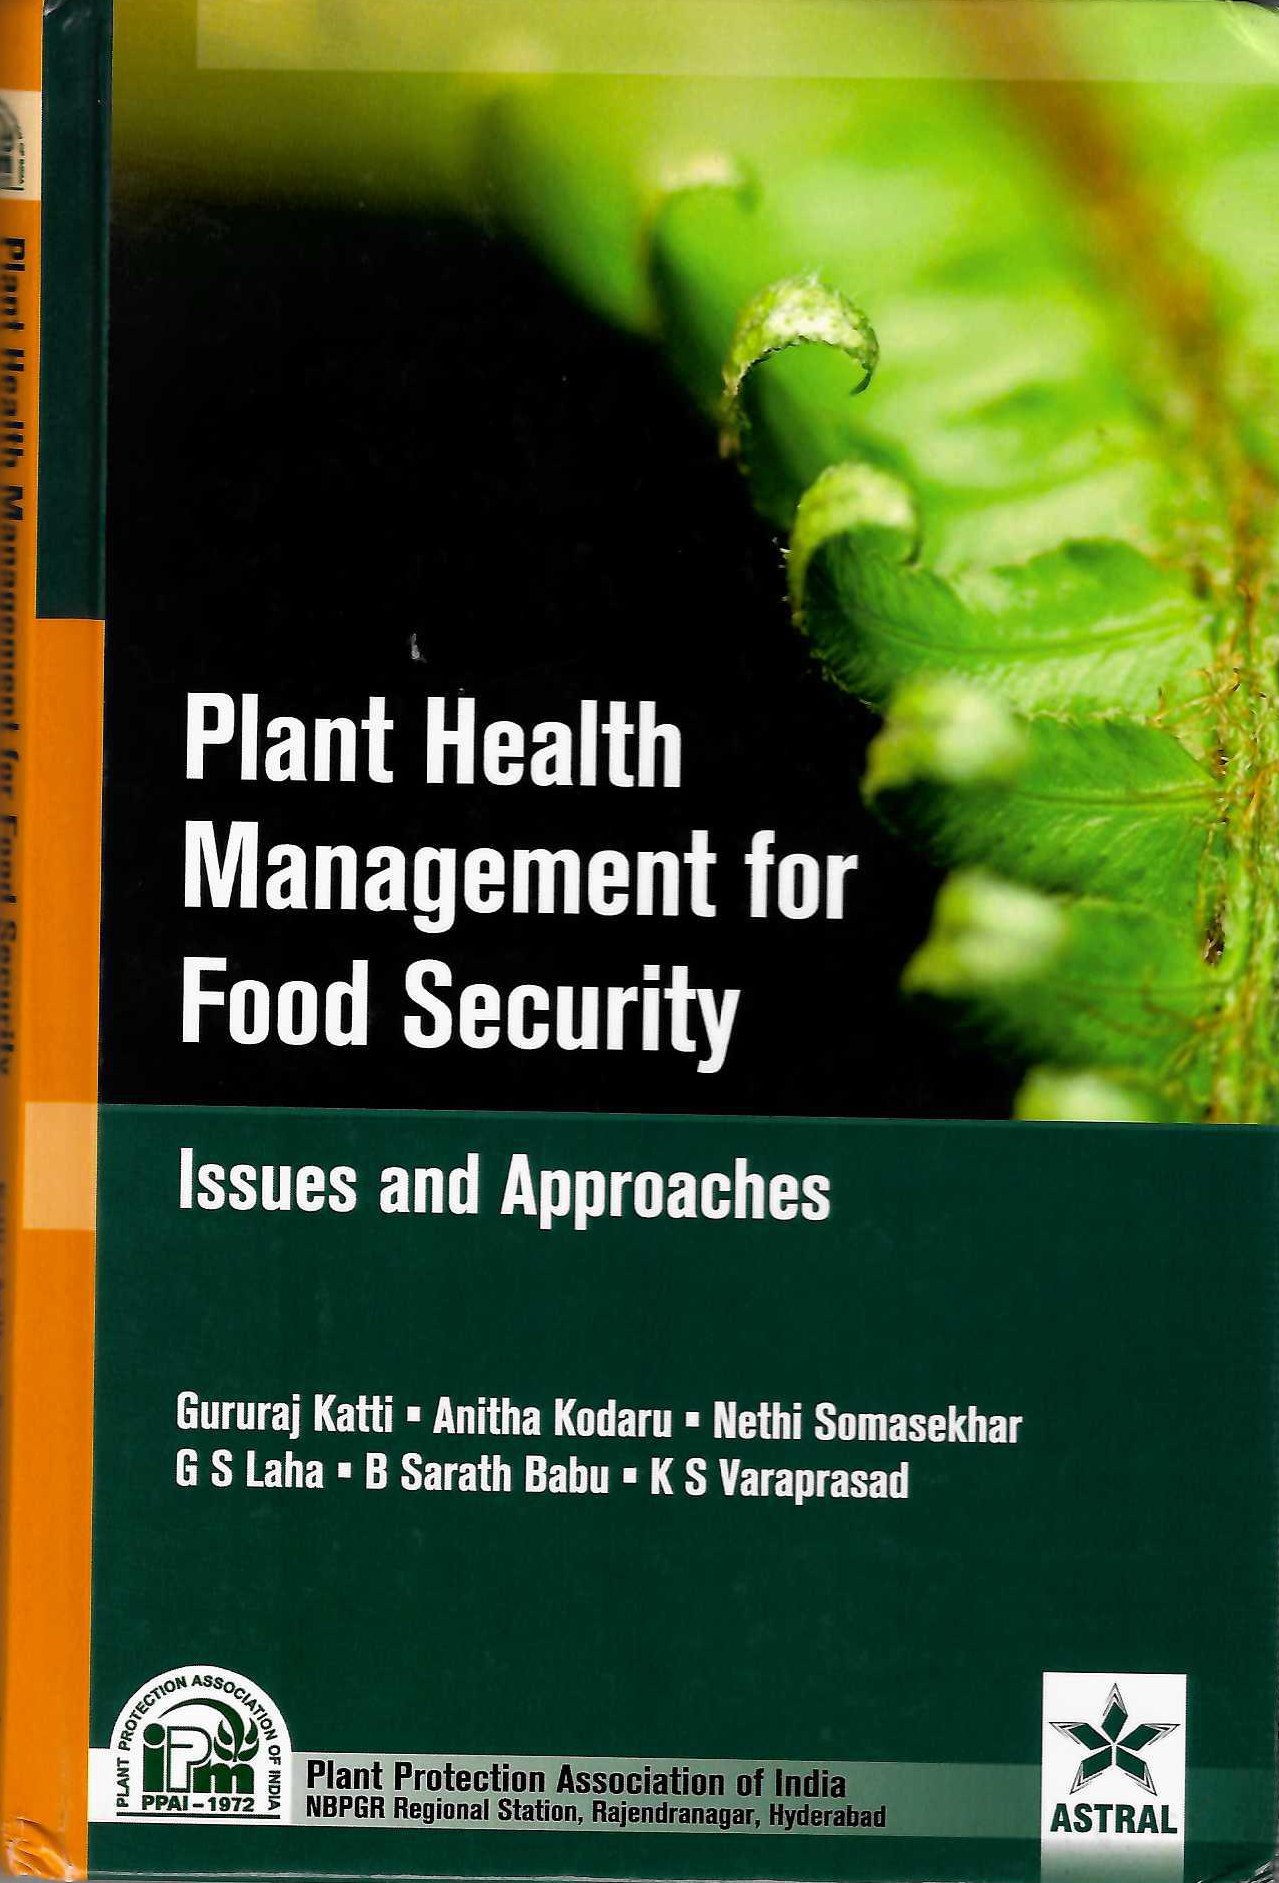 Plant Health Management for Food Security
Plant Health
Management for
Food Security
Issues and Approaches
Gururaj Katti ▪ Anitha Kodaru ▪ Nethi Somasekhar
G S Laha ▪ B Sarath Babu ▪ K S Varaprasad
PLANT PROTECTION ASSOCIATION OF INDIA
iPm
PPAI – 1972
Plant Protection Association of India
NBPGR Regional Station, Rajendranagar, Hyderabad
ASTRAL